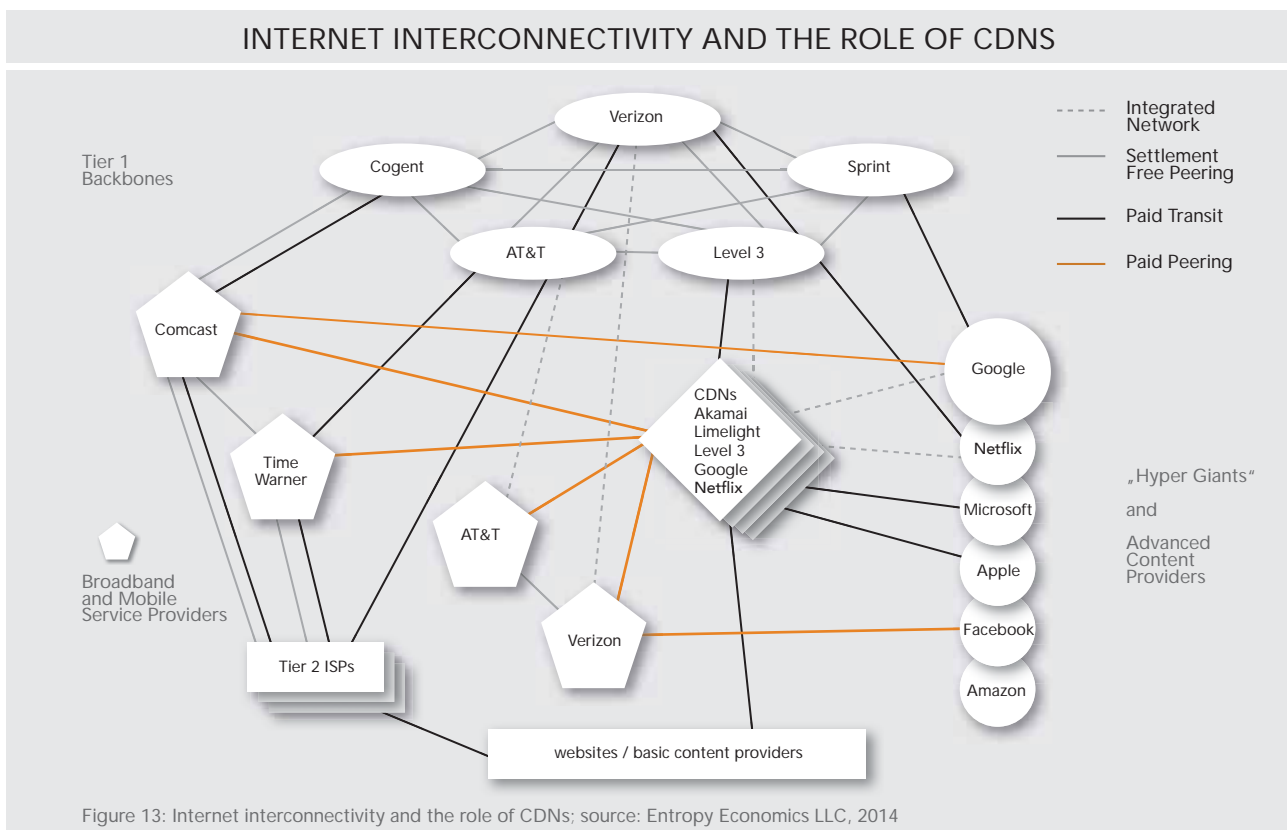 INTERNET INTERCONNECTIVITY AND THE ROLE OF CDNS
Verizon
Cogent
Sprint
AT&T
Level 3
Tier 1
Backbones
Integrated
Network
Settlement
Free Peering
Paid Transit
Paid Peering
Comcast
Time
Warner
AT&T
Verizon
CDNs
Akamai
Limelight
Level 3
Google
Netflix
Google
Netflix
Microsoft
Apple
Facebook
Amazon
„Hyper Giants“
and
Advanced
Content
Providers
Broadband
and Mobile
Service Providers
Tier 2 ISPs
websites / basic content providers
Figure 13: Internet interconnectivity and the role of CDNs; source: Entropy Economics LLC, 2014